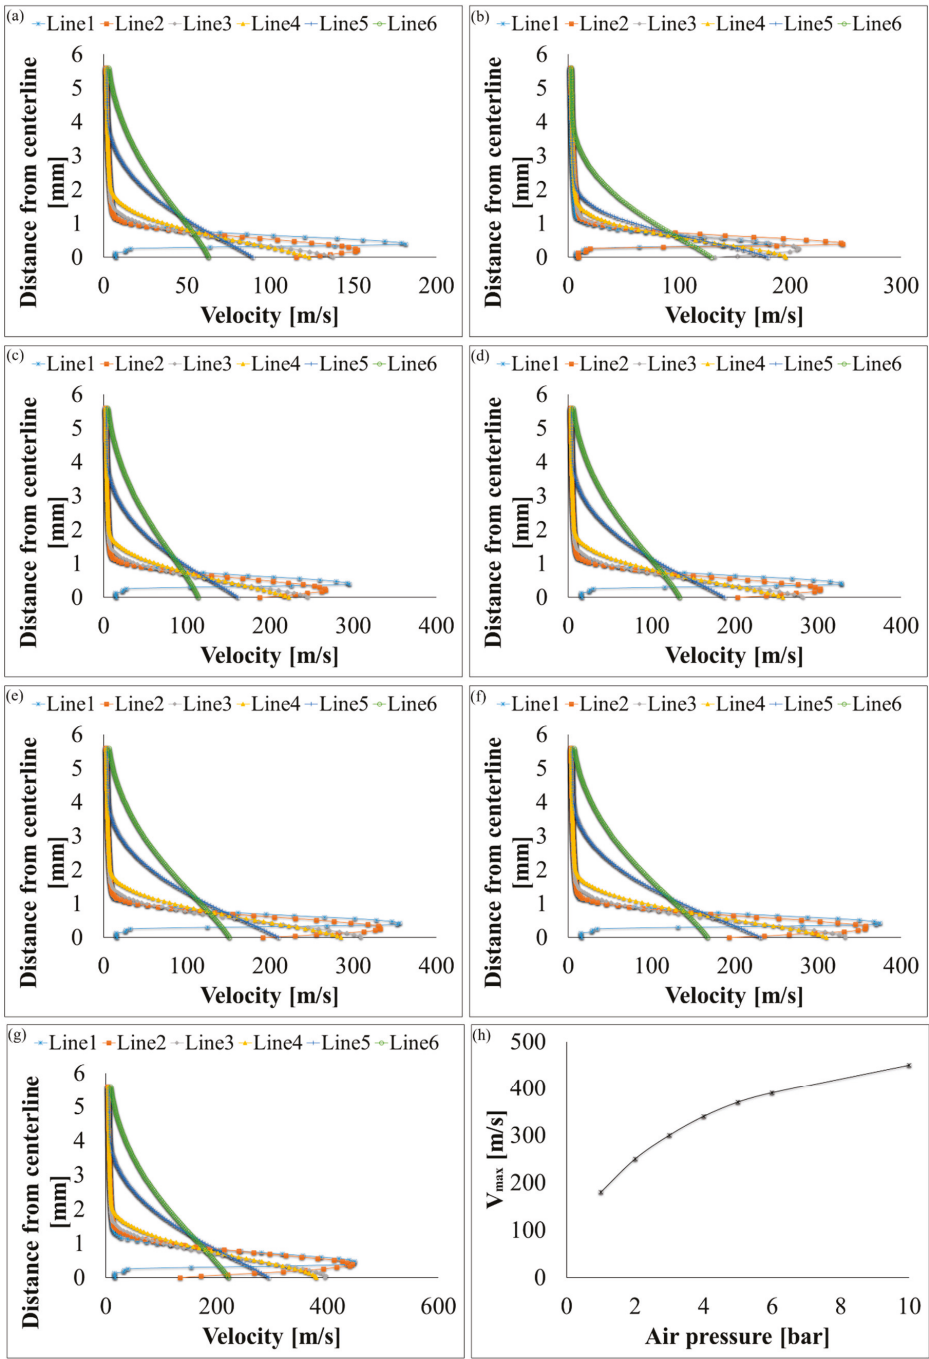 (a)
Line1 Line2 Line3 Line4 Line5 Line6
Distance from centerline
[mm]
6
5
4
3
2
1
0
0 50 100 150 200
Velocity [m/s]
(b)
Line1 Line2 Line3 Line4 Line5 Line6
Distance from centerline
[mm]
6
5
4
3
2
1
0
0 100 200 300
Velocity [m/s]
(c)
Line1 Line2 Line3 Line4 Line5 Line6
Distance from centerline
[mm]
6
5
4
3
2
1
0
0 100 200 300 400
Velocity [m/s]
(d)
Line1 Line2 Line3 Line4 Line5 Line6
Distance from centerline
[mm]
6
5
4
3
2
1
0
0 100 200 300 400
Velocity [m/s]
(e)
Line1 Line2 Line3 Line4 Line5 Line6
Distance from centerline
[mm]
6
5
4
3
2
1
0
0 100 200 300 400
Velocity [m/s]
(f)
Line1 Line2 Line3 Line4 Line5 Line6
Distance from centerline
[mm]
6
5
4
3
2
1
0
0 100 200 300 400
Velocity [m/s]
(g)
Line1 Line2 Line3 Line4 Line5 Line6
Distance from centerline
[mm]
6
5
4
3
2
1
0
0 200 400 600
Velocity [m/s]
(h)
Vmax [m/s]
500
400
300
200
100
0
0 2 4 6 8 10
Air pressure [bar]